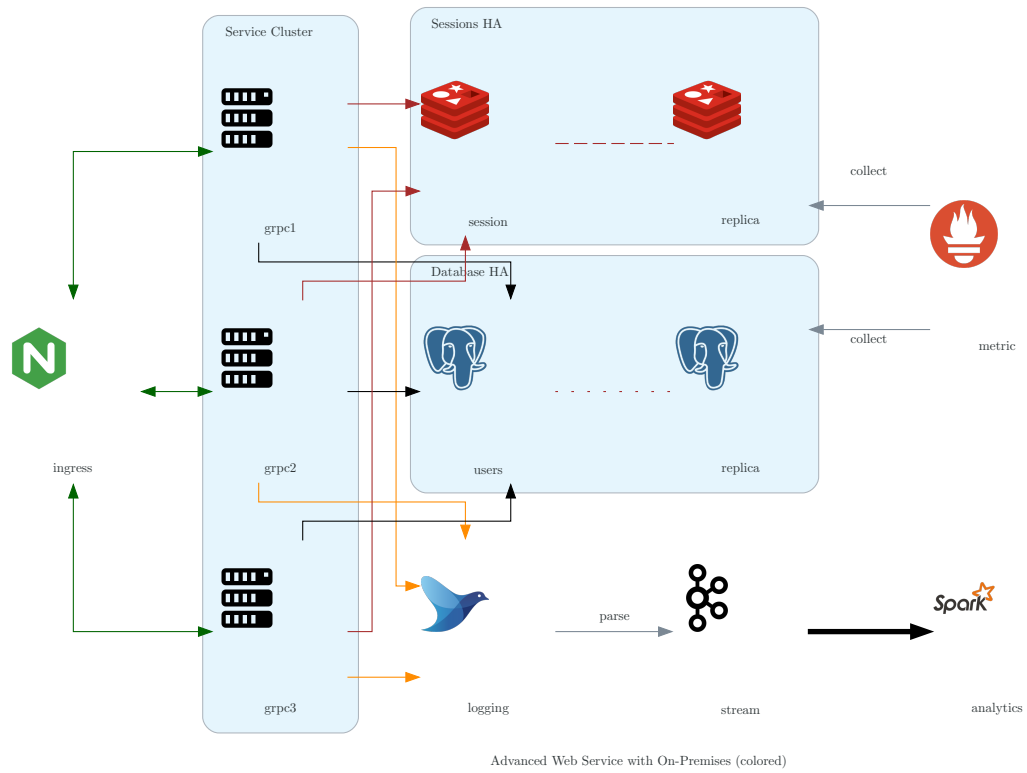 Service Cluster
Sessions HA
grpc1
session
replica
collect
Database HA
collect
metric
ingress
grpc2
users
replica
parse
Spark
grpc3
logging
stream
analytics
Advanced Web Service with On-Premises (colored)